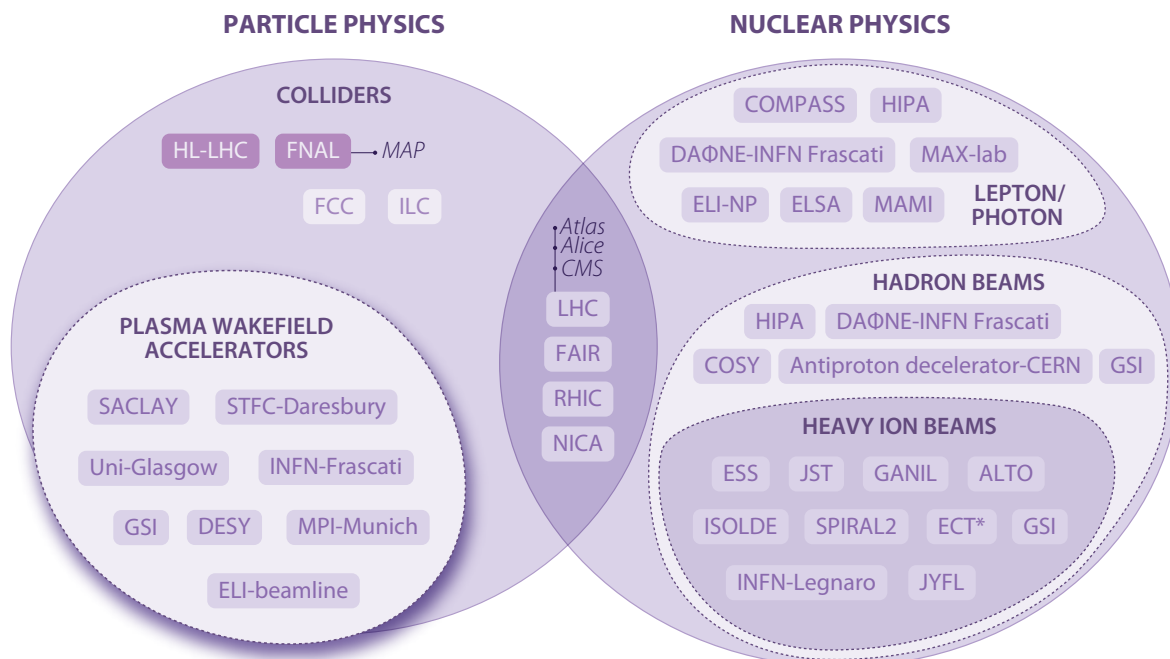 PARTICLE PHYSICS
COLLIDERS
HL-LHC FNAL MAP
FCC ILC
PLASMA WAKEFIELD
ACCELERATORS
SACLAY STFC-Daresbury
Uni-Glasgow INFN-Frascati
GSI DESY MPI-Munich
ELI-beamline
Atlas
Alice
CMS
LHC
FAIR
RHIC
NICA
NUCLEAR PHYSICS
COMPASS HIPA
DAΦNE-INFN Frascati MAX-lab
ELI-NP ELSA MAMI
LEPTON/
PHOTON
HADRON BEAMS
HIPA DAΦNE-INFN Frascati
COSY Antiproton decelerator-CERN GSI
HEAVY ION BEAMS
ESS JST GANIL ALTO
ISOLDE SPIRAL2 ECT* GSI
INFN-Legnaro JYFL